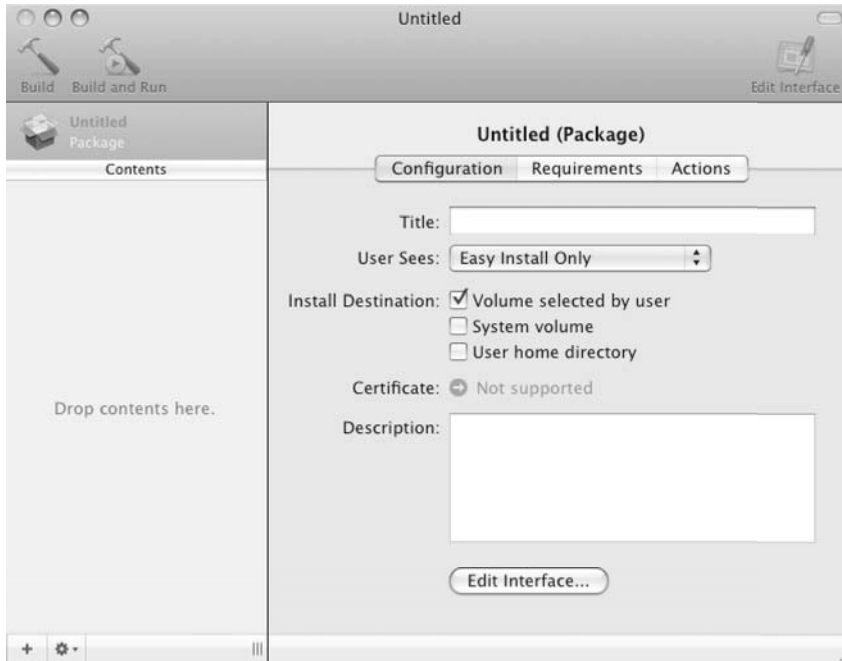 Untitled
Build
Build and Run
Edit Interface
Untitled
Package
Contents
Drop contents here.
Untitled (Package)
Configuration
Requirements
Actions
Title:
User Sees: Easy Install Only
Install Destination: Volume selected by user
System volume
User home directory
Certificate: Not supported
Description:
Edit Interface...